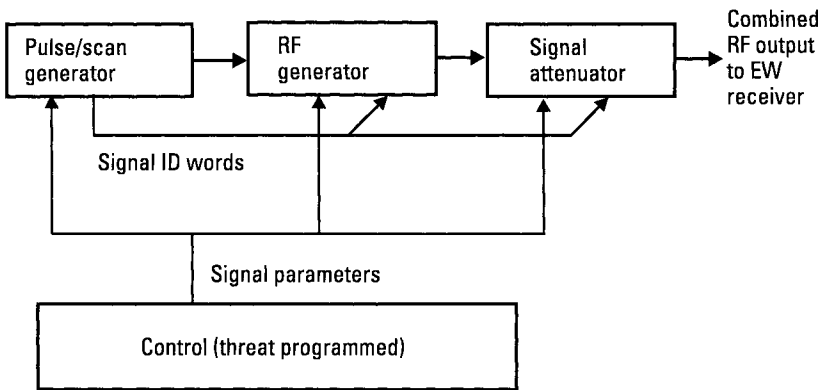 Pulse/scan
generator
RF
generator
Signal
attenuator
Combined
RF output
to EW
receiver
Signal ID words
Signal parameters
Control (threat programmed)